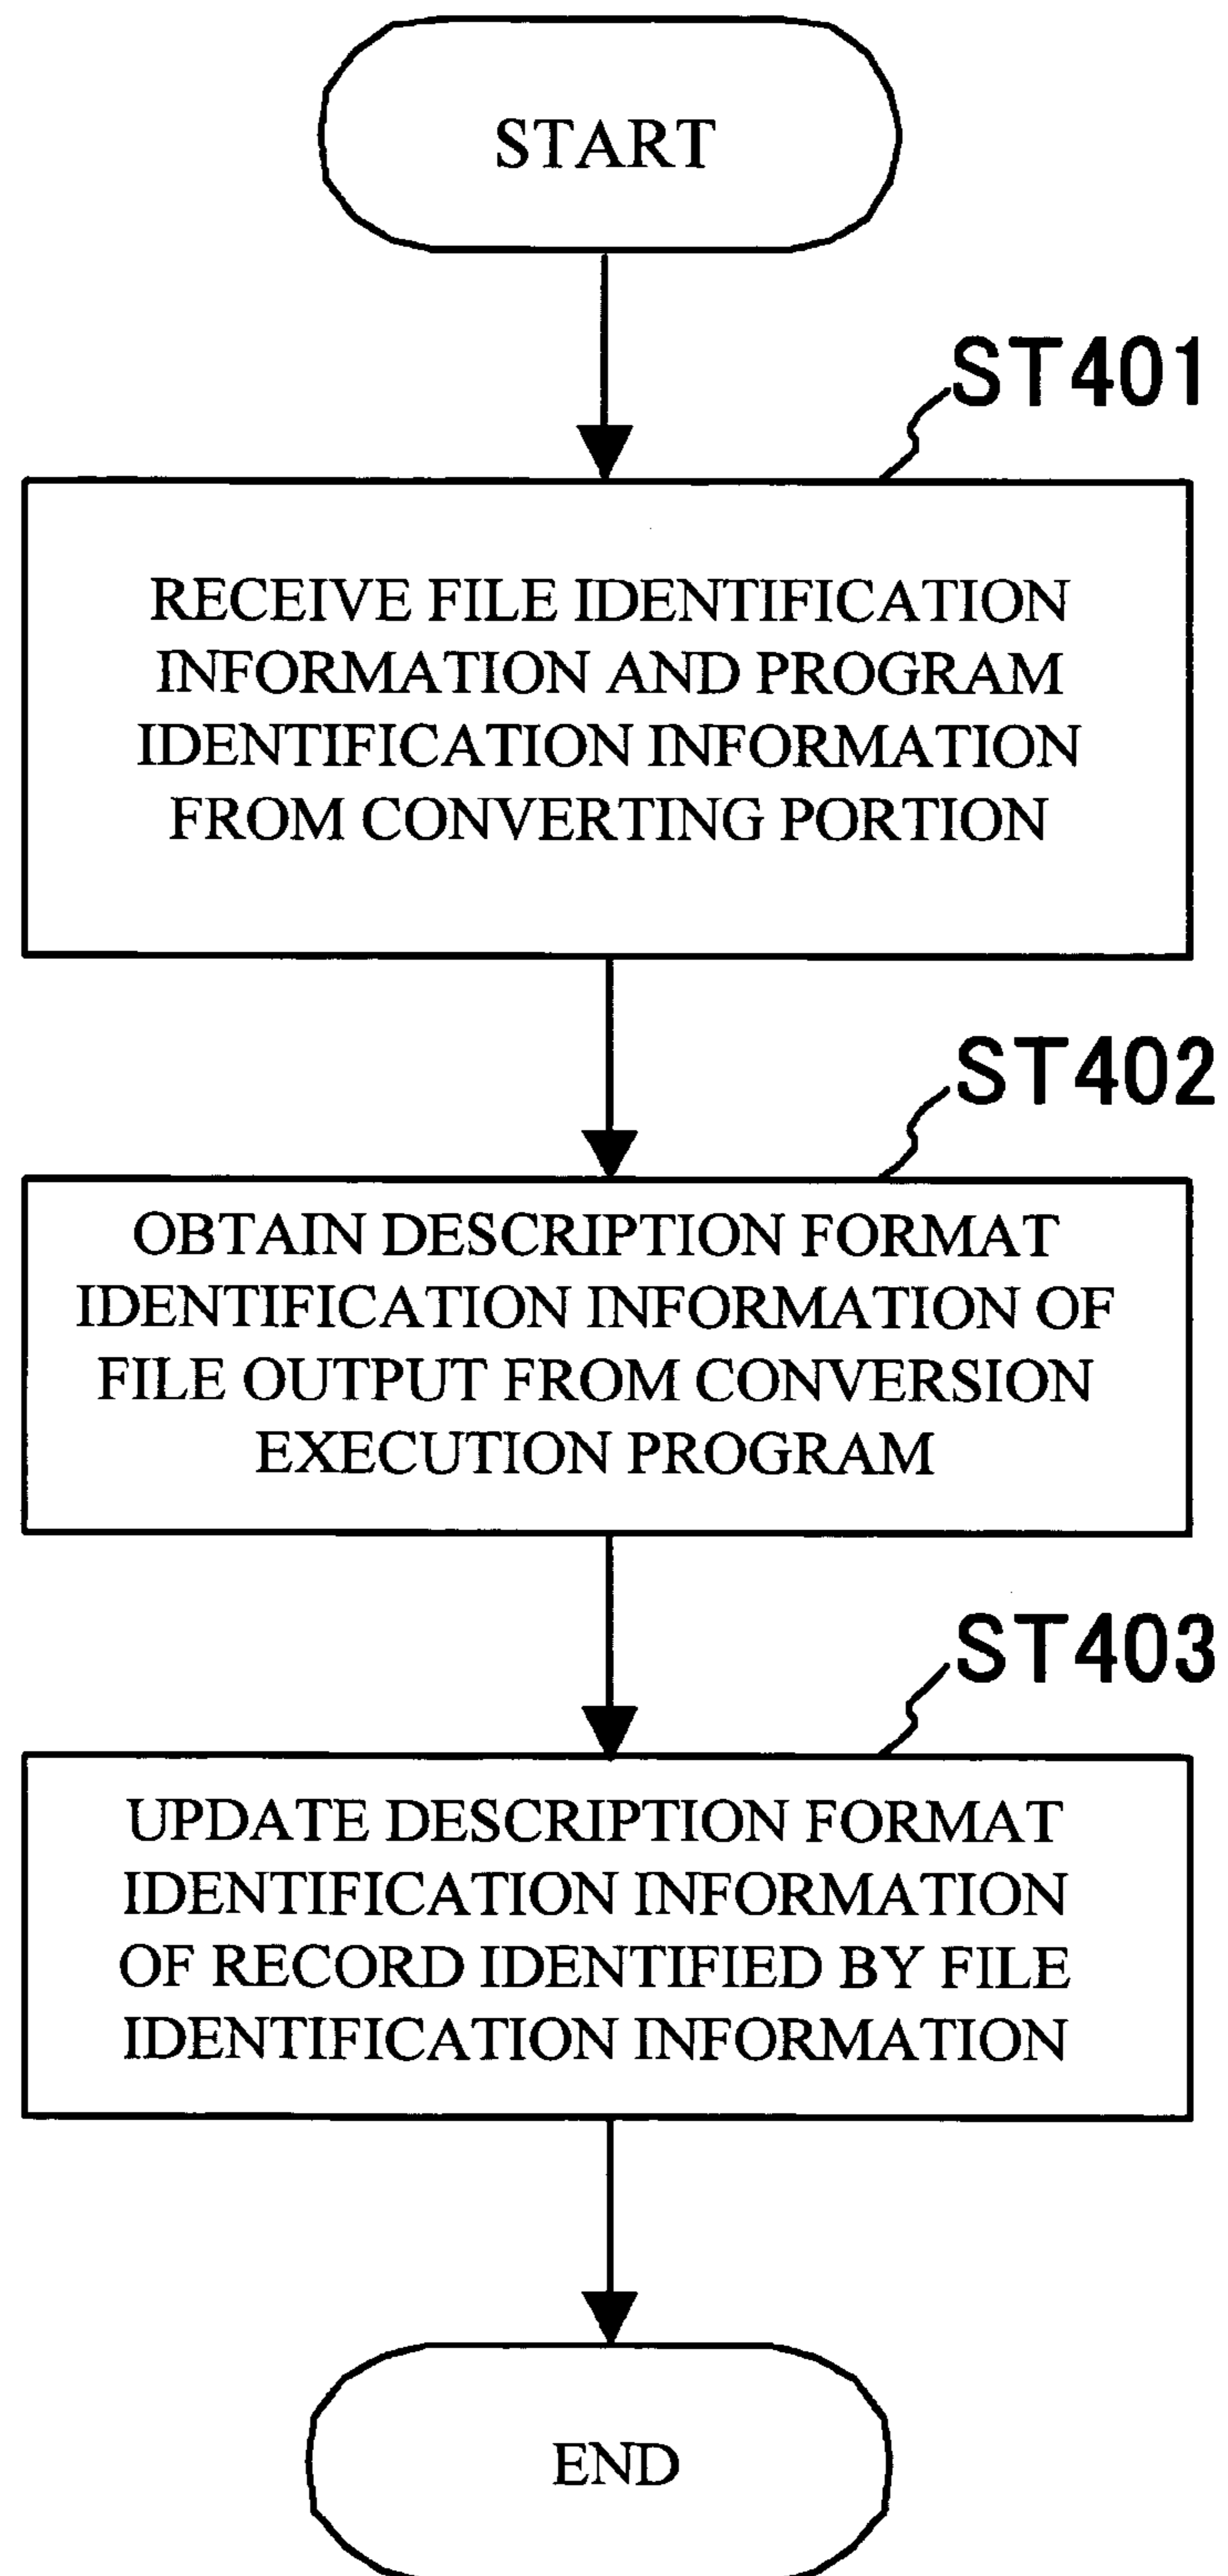 START
ST401
RECEIVE FILE IDENTIFICATION
INFORMATION AND PROGRAM
IDENTIFICATION INFORMATION
FROM CONVERTING PORTION
ST402
OBTAIN DESCRIPTION FORMAT
IDENTIFICATION INFORMATION OF
FILE OUTPUT FROM CONVERSION
EXECUTION PROGRAM
ST403
UPDATE DESCRIPTION FORMAT
IDENTIFICATION INFORMATION
OF RECORD IDENTIFIED BY FILE
IDENTIFICATION INFORMATION
END